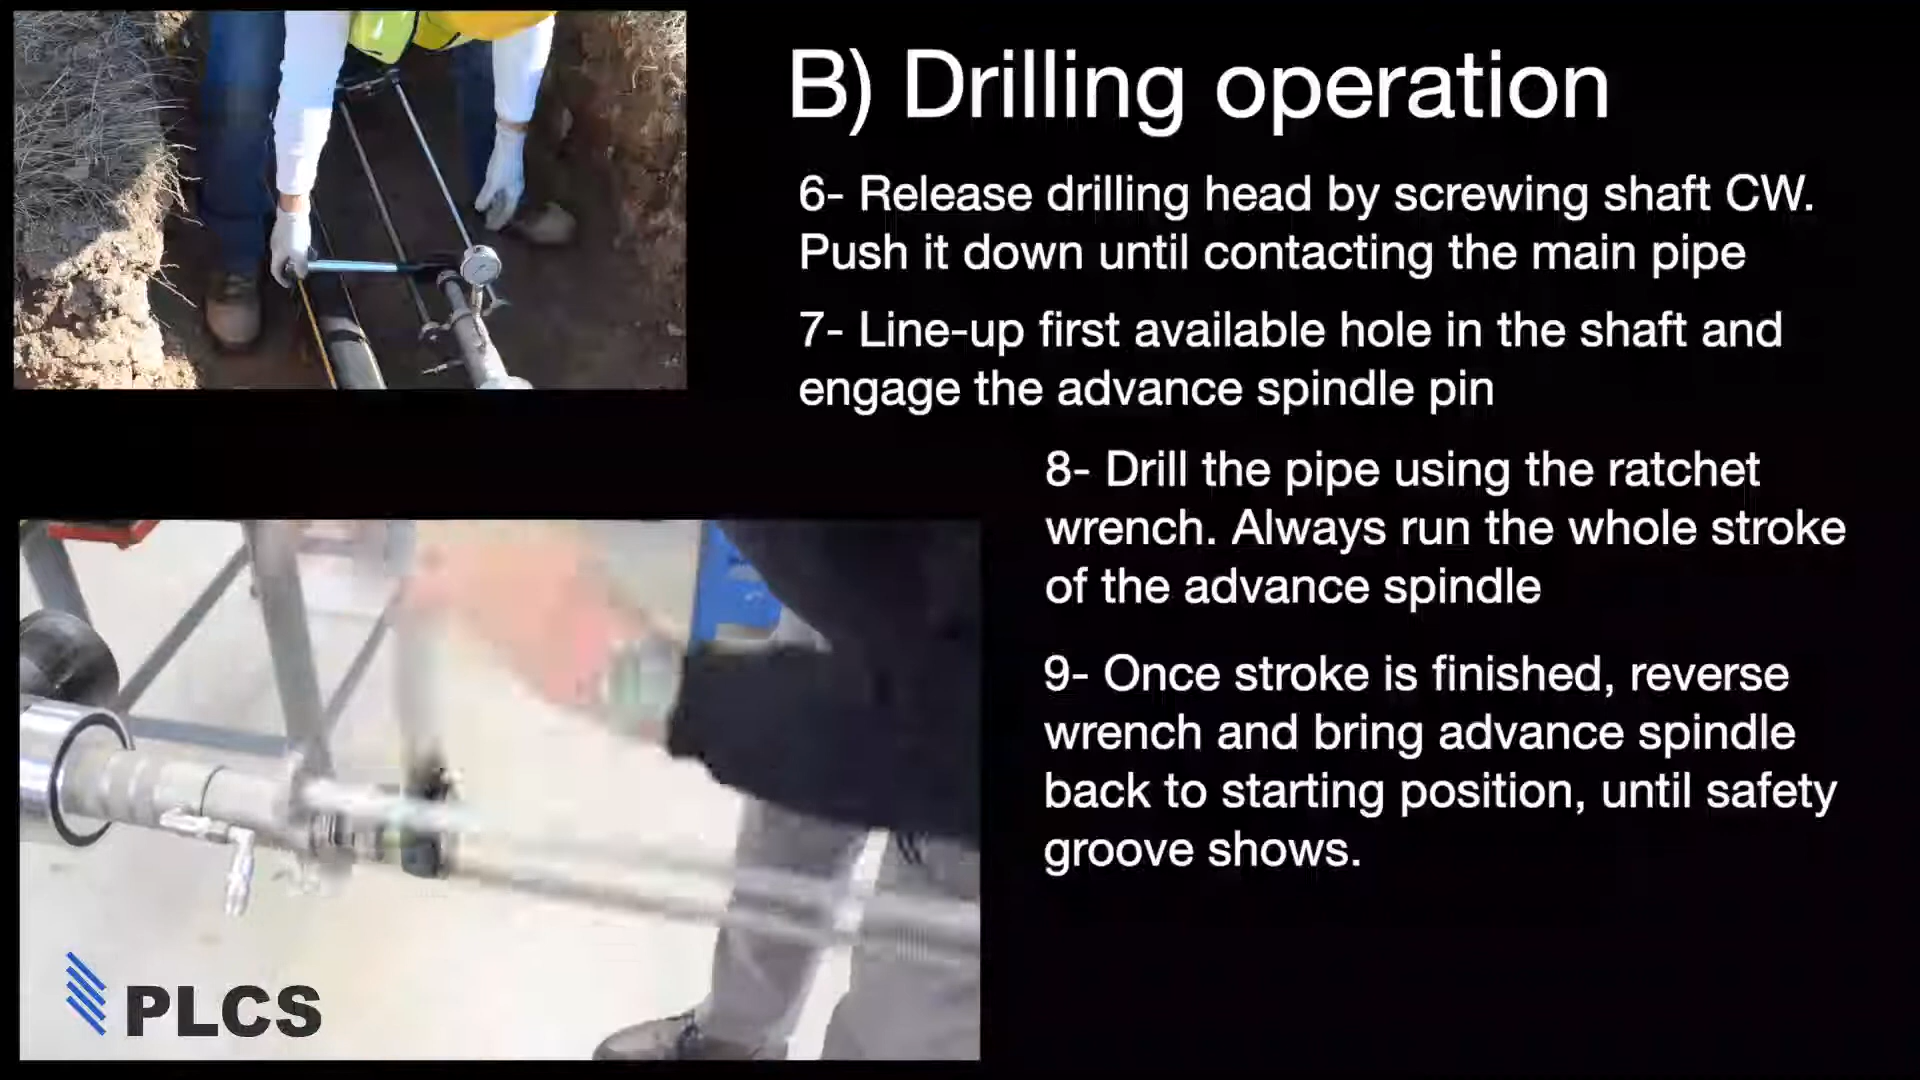 B) Drilling operation
6- Release drilling head by screwing shaft CW.
Push it down until contacting the main pipe
7- Line-up first available hole in the shaft and
engage the advance spindle pin
8- Drill the pipe using the ratchet
wrench. Always run the whole stroke
of the advance spindle
9- Once stroke is finished, reverse
wrench and bring advance spindle
back to starting position, until safety
groove shows.
PLCS